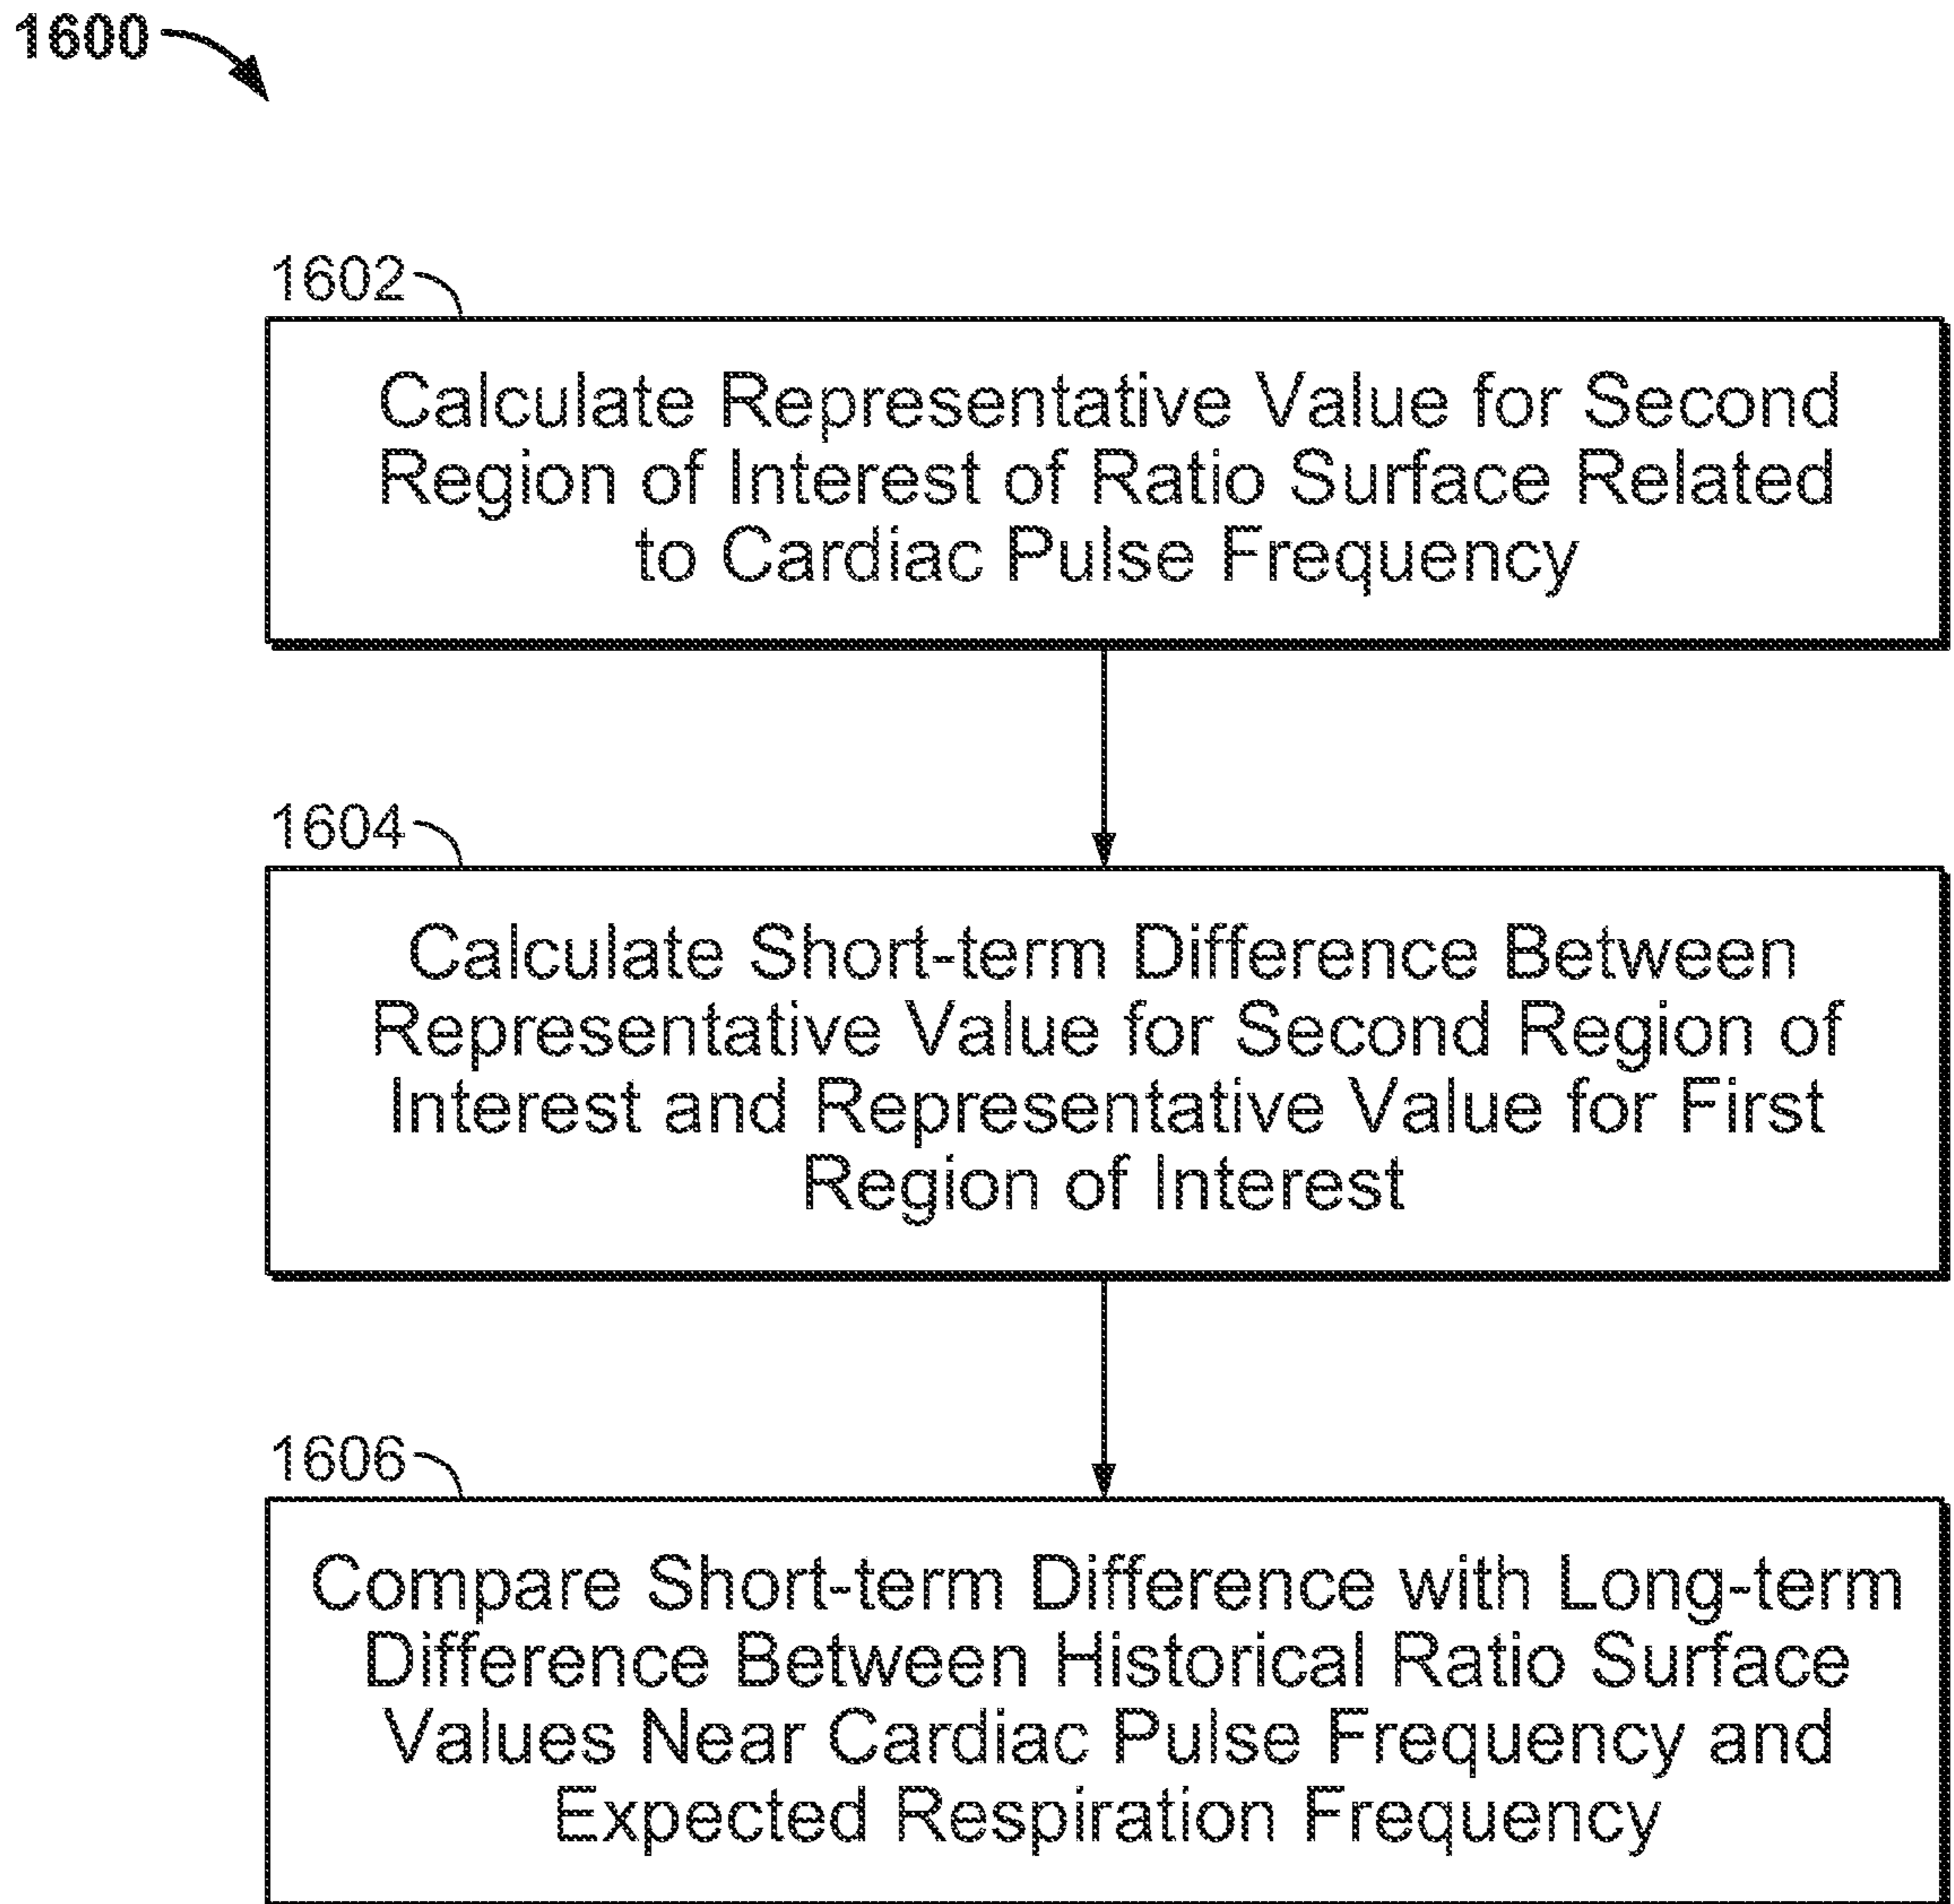 1600
1602
Calculate Representative Value for Second
Region of Interest of Ratio Surface Related
to Cardiac Pulse Frequency
1604
Calculate Short-term Difference Between
Representative Value for Second Region of
Interest and Representative Value for First
Region of Interest
1606
Compare Short-term Difference with Long-term
Difference Between Historical Ratio Surface
Values Near Cardiac Pulse Frequency and
Expected Respiration Frequency